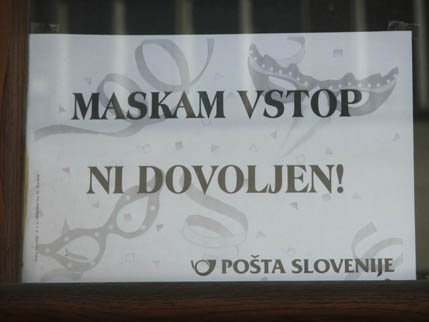 MASKAM VSTOP
NI DOVOLJEN!
POŠTA SLOVENIJE